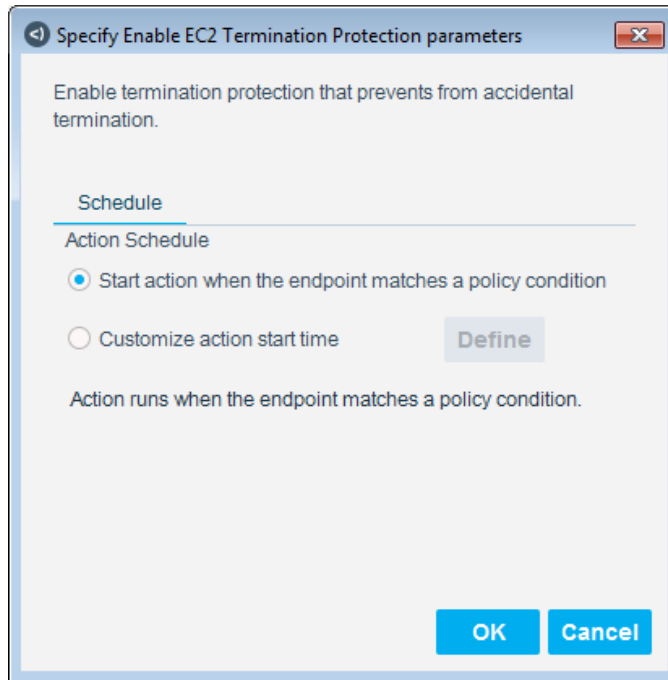 Specify Enable EC2 Termination Protection parameters
Enable termination protection that prevents from accidental
termination.
Schedule
Action Schedule
Start action when the endpoint matches a policy condition
Customize action start time
Define
Action runs when the endpoint matches a policy condition.
OK
Cancel